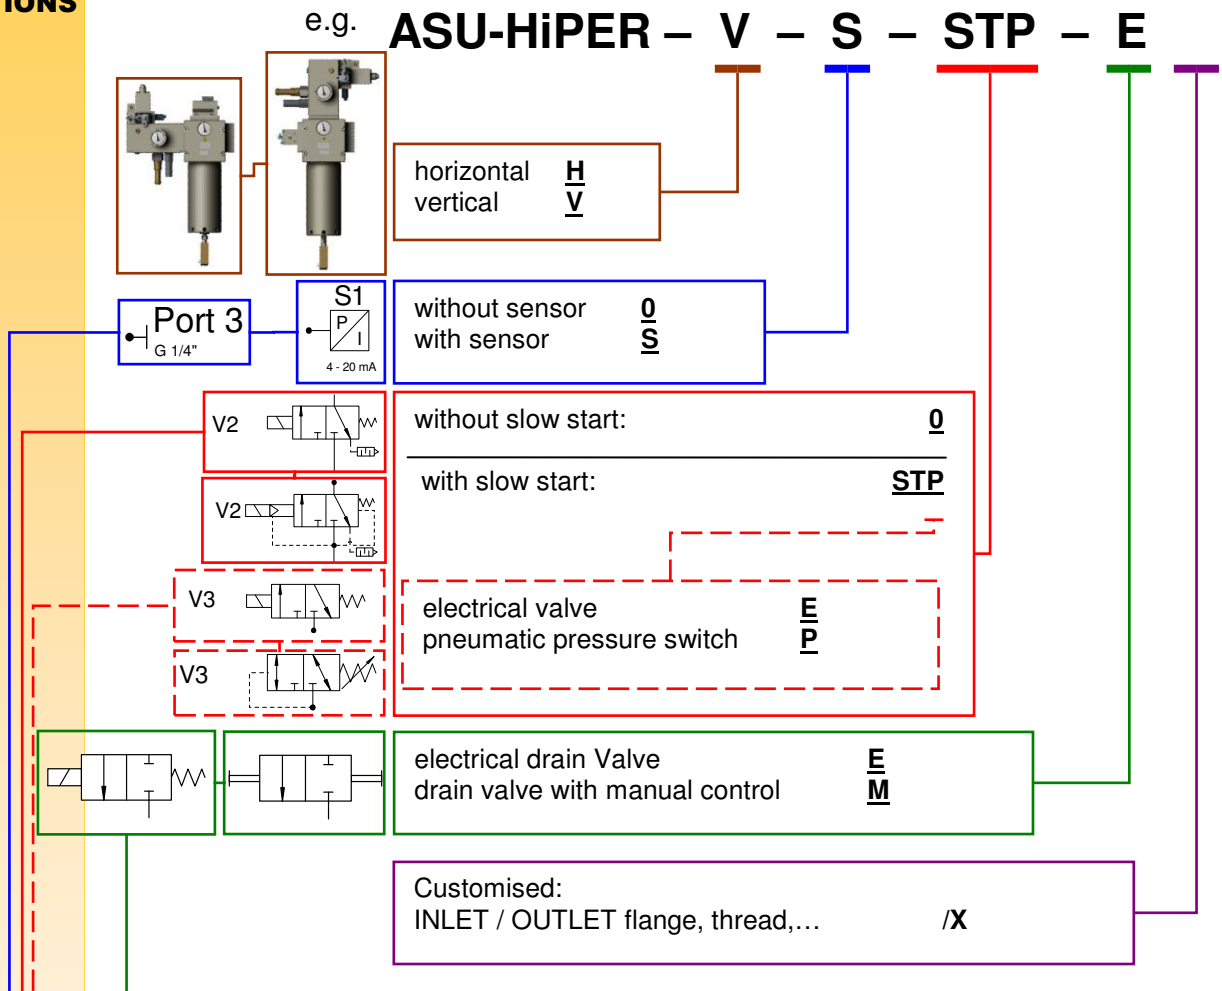 IONS
e.g. ASU-HiPER – V – S – STP – E
horizontal H
vertical V
Port 3
G 1/4"
S1
P
I
4 - 20 mA
without sensor 0
with sensor S
V2
without slow start: 0
V2
with slow start: STP
V3
electrical valve E
pneumatic pressure switch P
V3
electrical drain Valve E
drain valve with manual control M
Customised:
INLET / OUTLET flange, thread,... /X